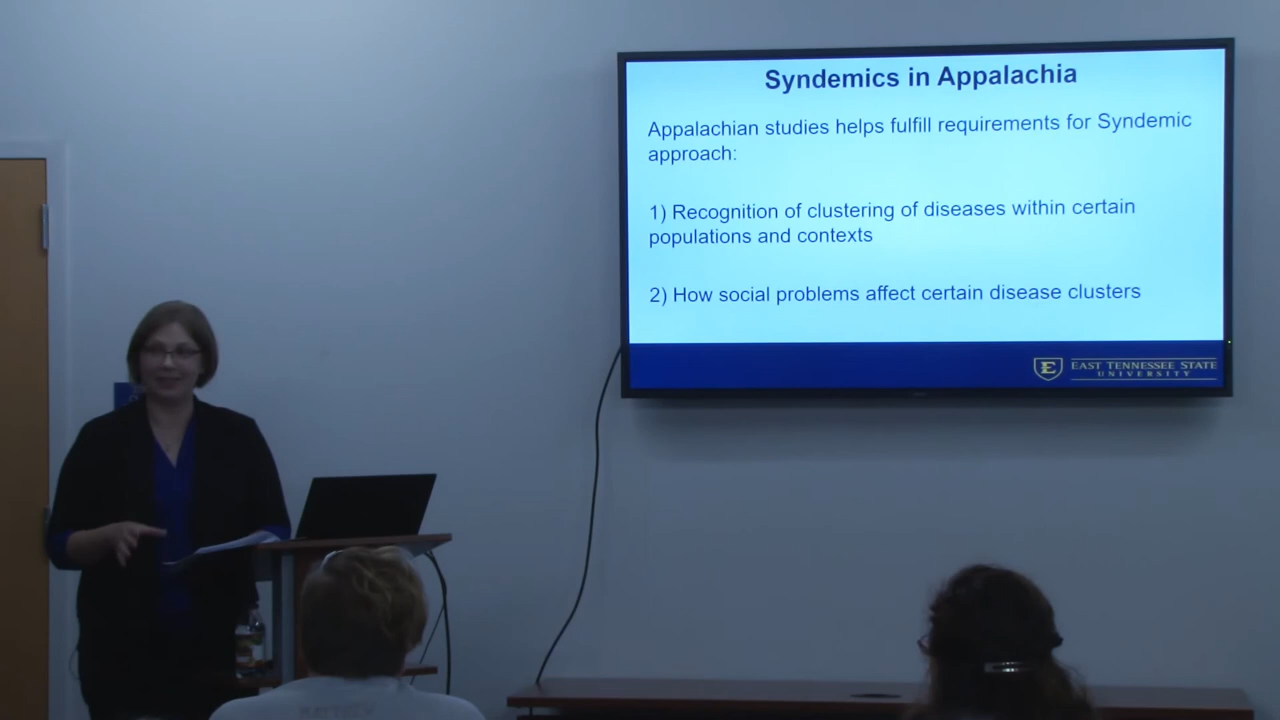 Syndemics in Appalachia
Appalachian studies helps fulfill requirements for Syndemic
approach:
1) Recognition of clustering of diseases within certain
populations and contexts
2) How social problems affect certain disease clusters
E
EAST TENNESSEE STATE
UNIVERSITY